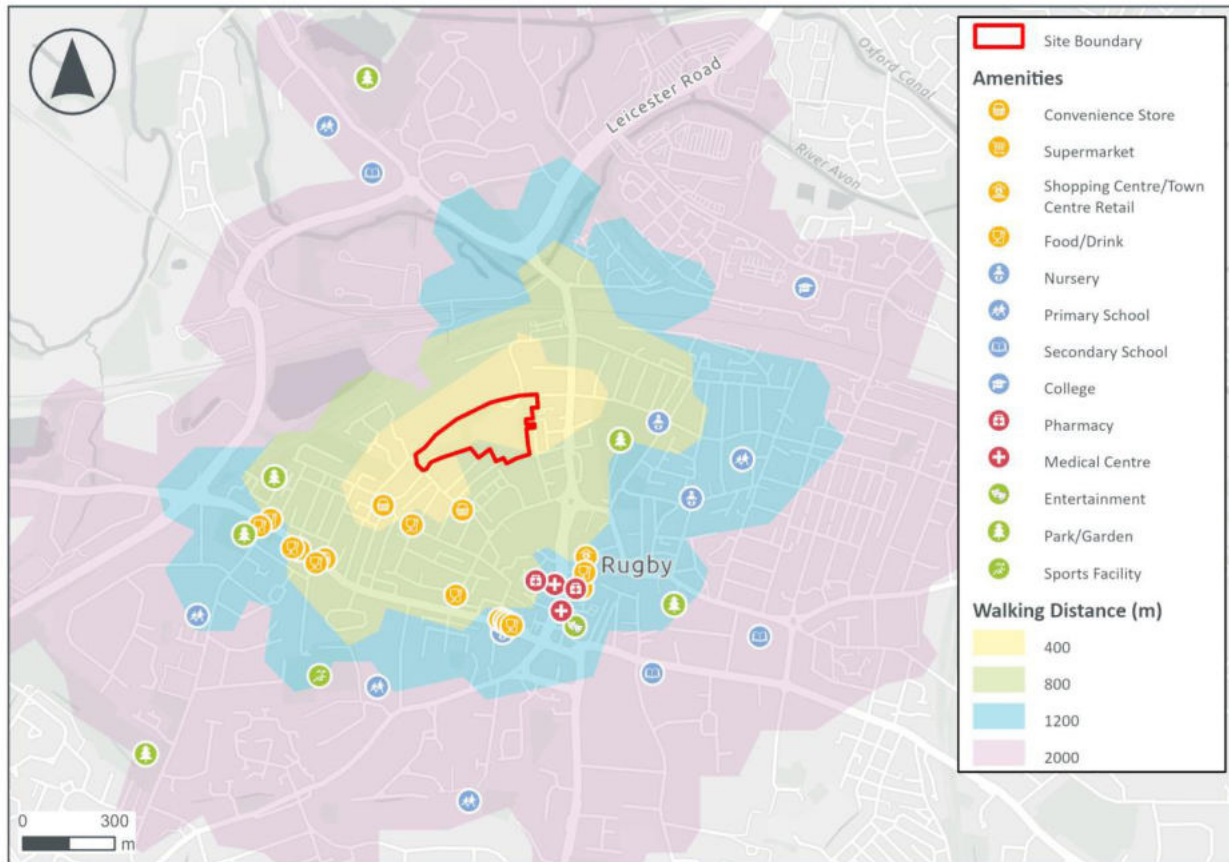 Leicester Road
Oxford Canal
River Avon
Rugby
0 300
m
Site Boundary
Amenities
Convenience Store
Supermarket
Shopping Centre/Town
Centre Retail
Food/Drink
Nursery
Primary School
Secondary School
College
Pharmacy
Medical Centre
Entertainment
Park/Garden
Sports Facility
Walking Distance (m)
400
800
1200
2000